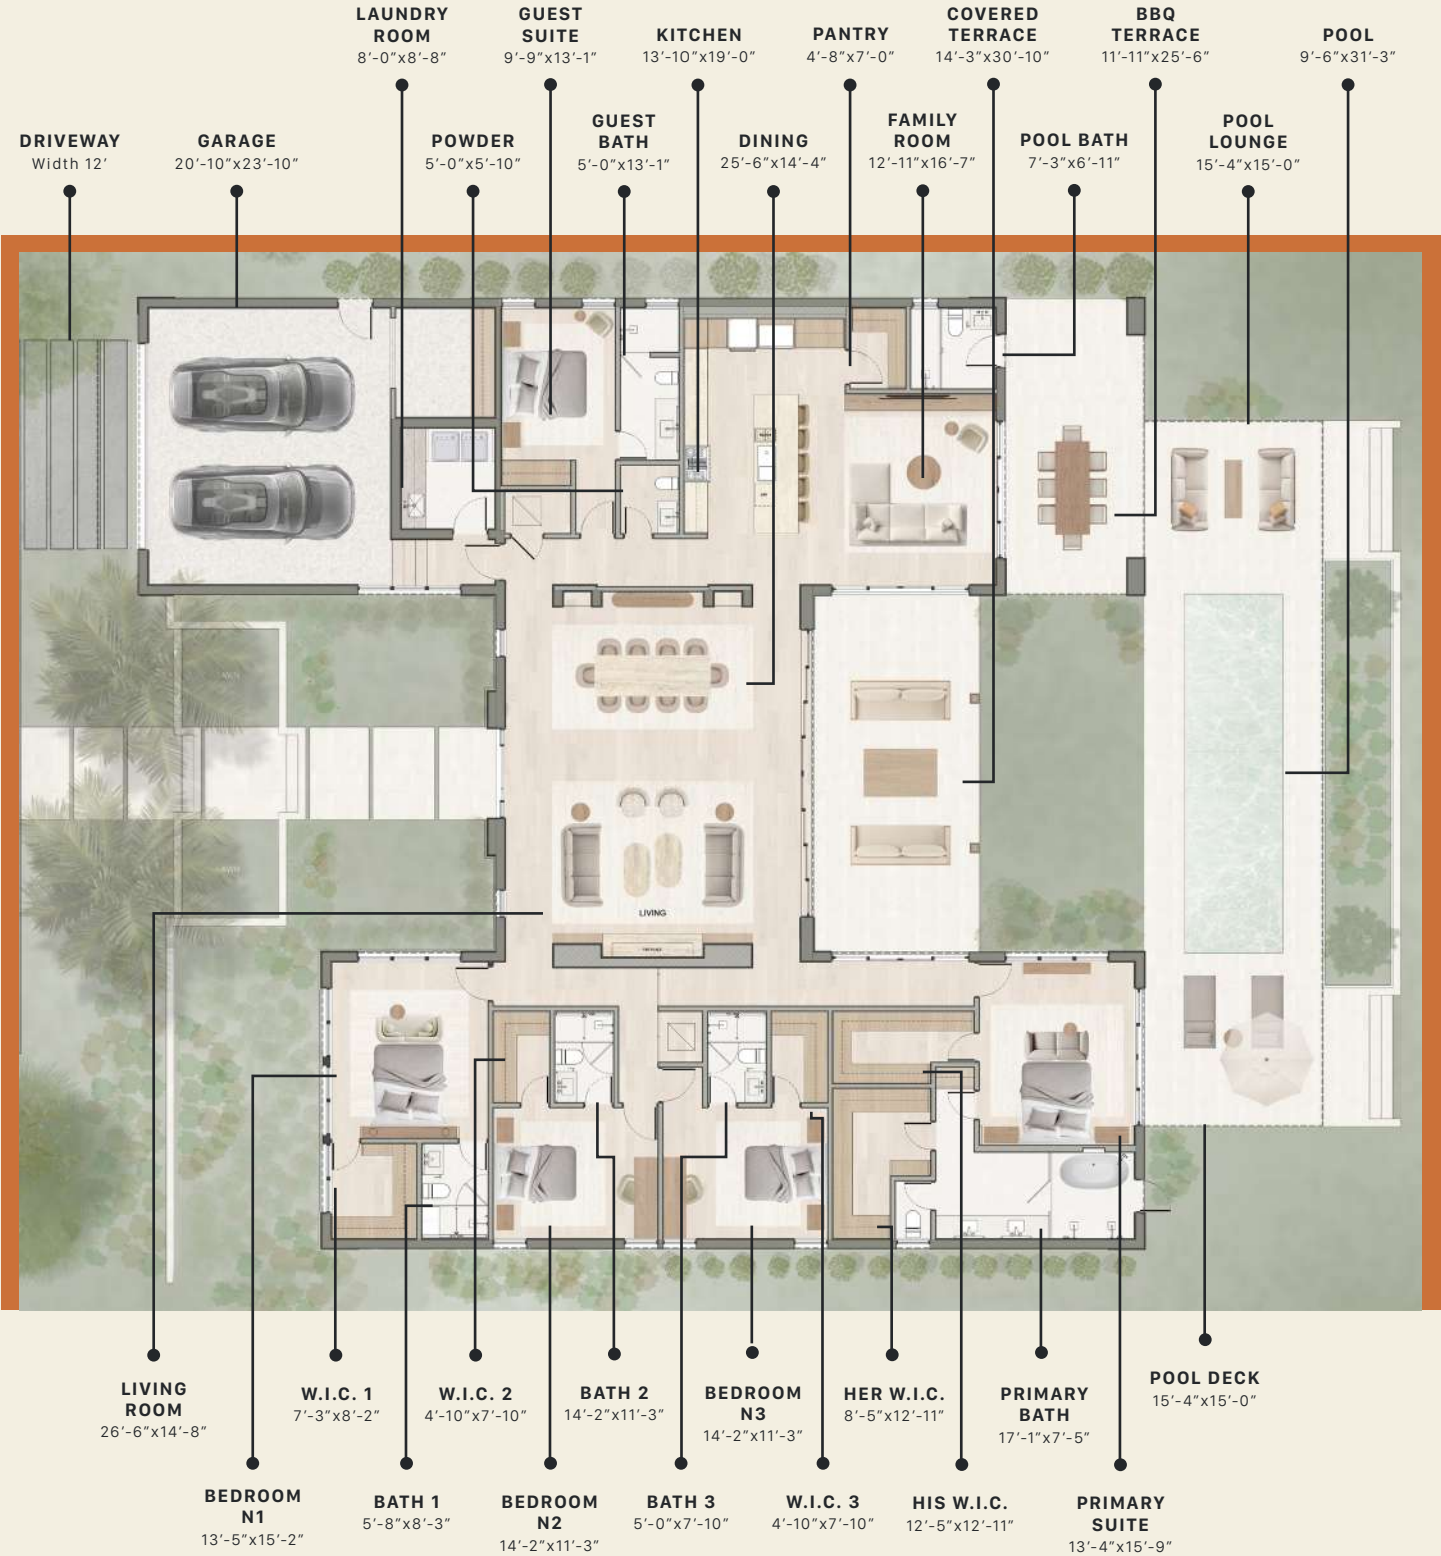 LAUNDRY
ROOM
8'-0"x8'-8"
GUEST
SUITE
9'-9"x13'-1"
KITCHEN
13'-10"x19'-0"
PANTRY
4'-8"x7'-0"
COVERED
TERRACE
14'-3"x30'-10"
BBQ
TERRACE
11'-11"x25'-6"
POOL
9'-6"x31'-3"
DRIVEWAY
Width 12'
GARAGE
20'-10"x23'-10"
POWDER
5'-0"x5'-10"
GUEST
BATH
5'-0"x13'-1"
DINING
25'-6"x14'-4"
FAMILY
ROOM
12'-11"x16'-7"
POOL BATH
7'-3"x6'-11"
POOL
LOUNGE
15'-4"x15'-0"
LIVING
LIVING
ROOM
26'-6"x14'-8"
W.I.C. 1
7'-3"x8'-2"
W.I.C. 2
4'-10"x7'-10"
BATH 2
14'-2"x11'-3"
BEDROOM
N3
14'-2"x11'-3"
HER W.I.C.
8'-5"x12'-11"
PRIMARY
BATH
17'-1"x7'-5"
POOL DECK
15'-4"x15'-0"
BEDROOM
N1
13'-5"x15'-2"
BATH 1
5'-8"x8'-3"
BEDROOM
N2
14'-2"x11'-3"
BATH 3
5'-0"x7'-10"
W.I.C. 3
4'-10"x7'-10"
HIS W.I.C.
12'-5"x12'-11"
PRIMARY
SUITE
13'-4"x15'-9"